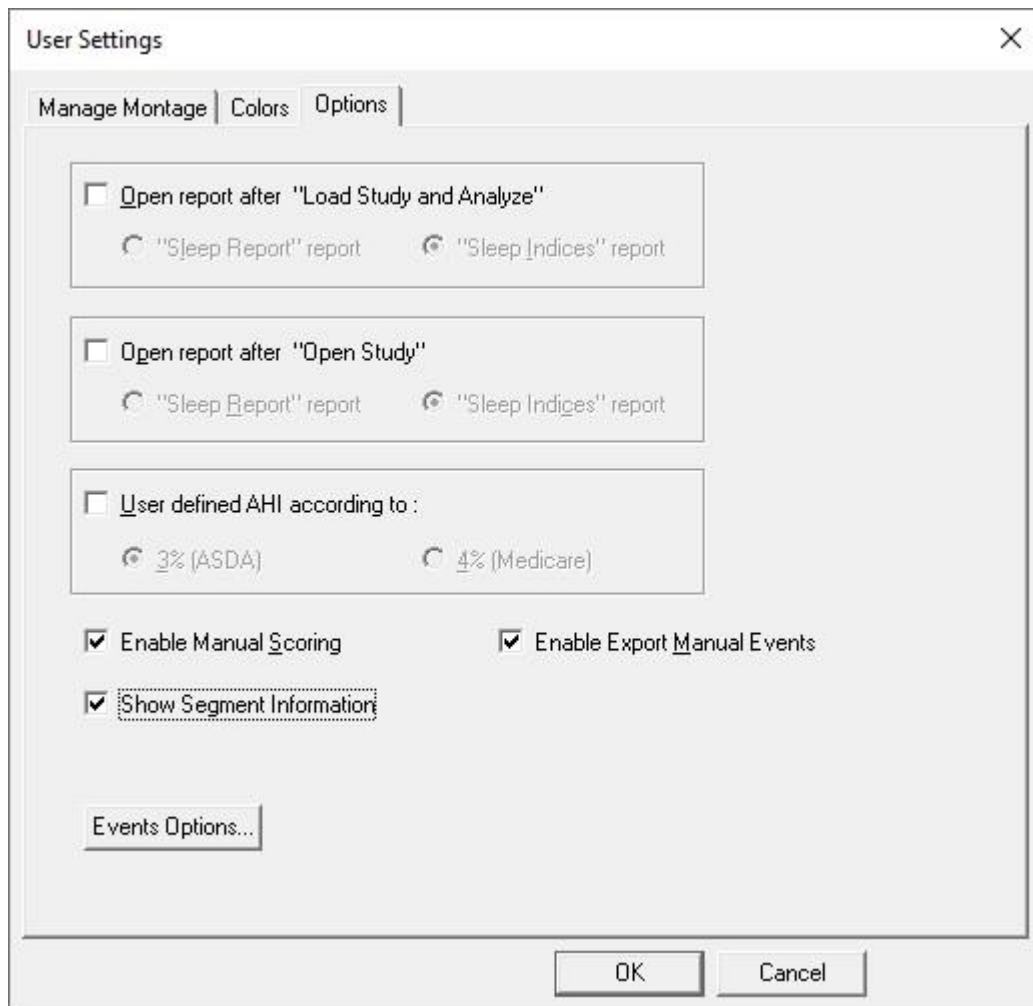 User Settings
Manage Montage Colors Options
Open report after "Load Study and Analyze"
"Sleep Report" report "Sleep Indices" report
Open report after "Open Study"
"Sleep Report" report "Sleep Indices" report
User defined AHI according to :
3% (ASDA) 4% (Medicare)
Enable Manual Scoring Enable Export Manual Events
Show Segment Information
Events Options...
OK Cancel